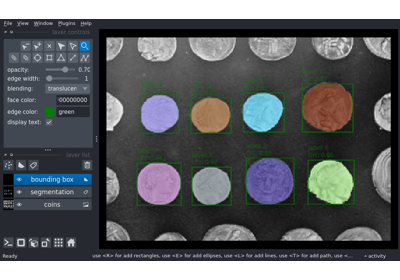 File View Window Plugins Help
layer controls
opacity: 0.70
edge width: 1
blending: translucen
face color: 00000000
edge color: green
display text: ✓
layer list
bounding box
segmentation
coins
Ready
use <R> for add rectangles, use <E> for add ellipses, use <L> for add lines, use <T> for add path, use <...
activity